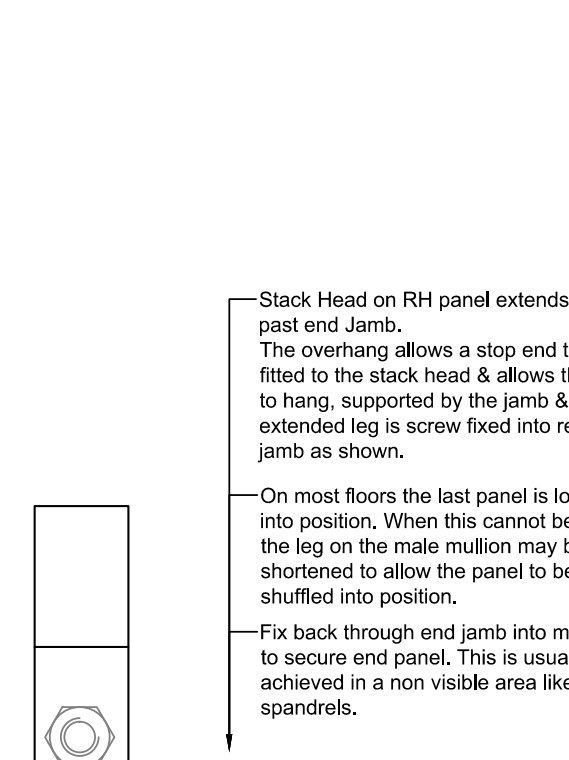 Stack Head on RH panel extends
past end Jamb.
The overhang allows a stop end
fitted to the stack head & allows
to hang, supported by the jamb &
extended leg is screw fixed into
jamb as shown.
On most floors the last panel is
into position. When this cannot be
the leg on the male mullion may
shortened to allow the panel to be
shuffled into position.
Fix back through end jamb into
to secure end panel. This is
achieved in a non visible area like
spandrels.